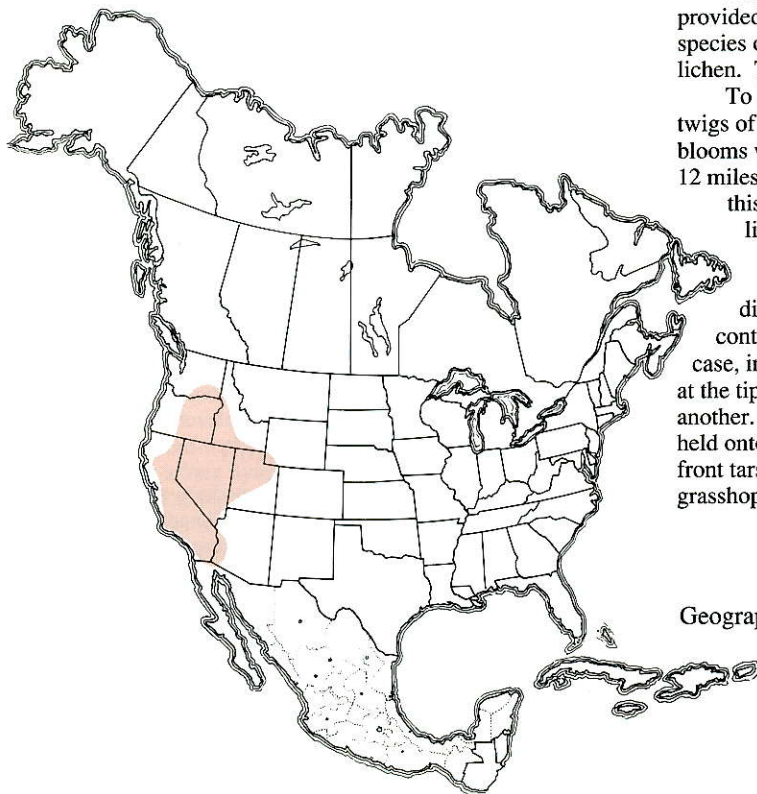 provided
species o
lichen. T
To
twigs of
blooms w
12 miles
this
li
di
cont
case, in
at the tip
another.
held onto
front tars
grasshop
Geograp